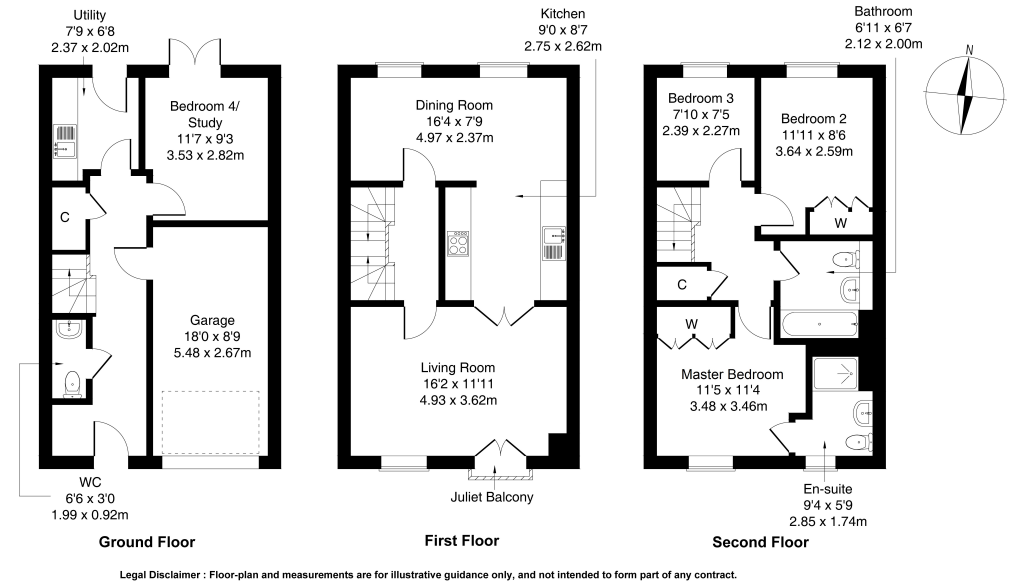 Utility
7'9 x 6'8
2.37 x 2.02m
Bedroom 4/
Study
11'7 x 9'3
3.53 x 2.82m
C
Garage
18'0 x 8'9
5.48 x 2.67m
WC
6'6 x 3'0
1.99 x 0.92m
Ground Floor
Kitchen
9'0 x 8'7
2.75 x 2.62m
Dining Room
16'4 x 7'9
4.97 x 2.37m
Living Room
16'2 x 11'11
4.93 x 3.62m
Juliet Balcony
First Floor
Bathroom
6'11 x 6'7
2.12 x 2.00m
N
Bedroom 3
7'10 x 7'5
2.39 x 2.27m
Bedroom 2
11'11 x 8'6
3.64 x 2.59m
W
C
W
Master Bedroom
11'5 x 11'4
3.48 x 3.46m
En-suite
9'4 x 5'9
2.85 x 1.74m
Second Floor
Legal Disclaimer : Floor-plan and measurements are for illustrative guidance only, and not intended to form part of any contract.